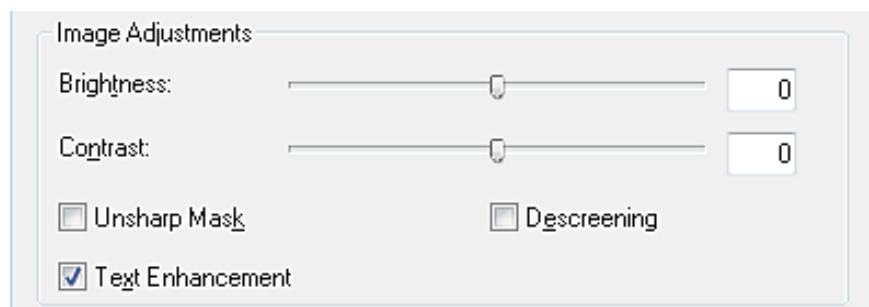 Image Adjustments
Brightness: 0
Contrast: 0
Unsharp Mask Descreening
Text Enhancement